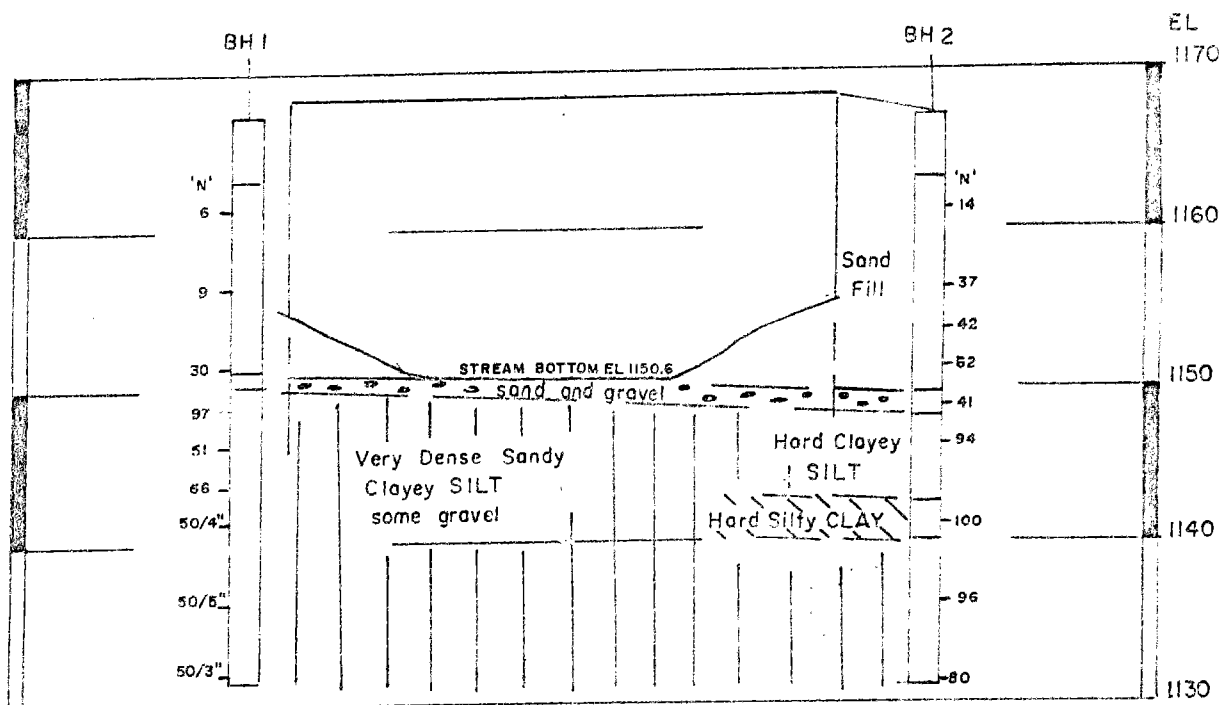 EL
BH 1
BH 2
1170
'N'
'N'
6
14
1160
Sand
Fill
9
37
42
STREAM BOTTOM EL 1150.6
52
30
1150
sand and gravel
41
97
Hard Clayey
SILT
94
51
Very Dense Sandy
Clayey SILT
some gravel
66
50/4"
Hard Silty CLAY
100
1140
50/5"
96
50/3"
80
1130